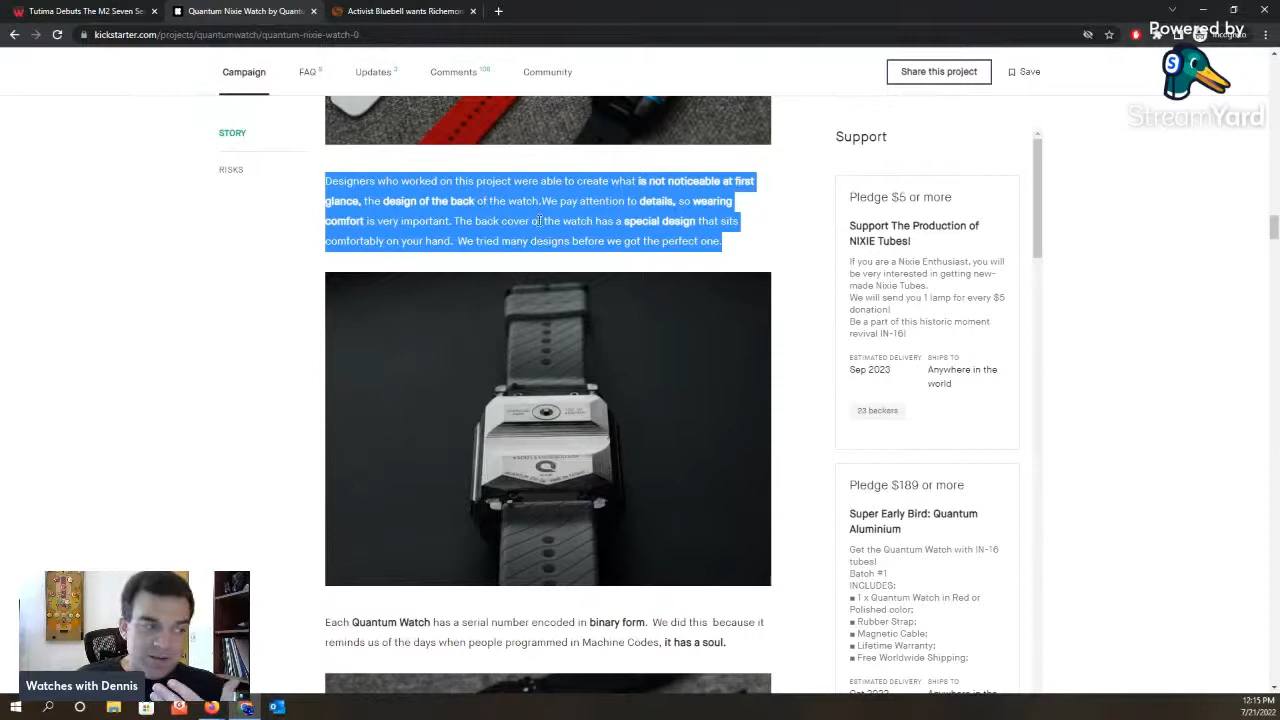 Tutima Debuts The M2 Seven Se
Quantum Nixie Watch by Quantu
Activist Bluebell wants Richemon
kickstarter.com/projects/quantumwatch/quantum-nixie-watch-0
Powered by
StreamYard
Campaign
FAQ 5
Updates 3
Comments 106
Community
Share this project
Save
STORY
RISKS
Designers who worked on this project were able to create what is not noticeable at first
glance, the design of the back of the watch.We pay attention to details, so wearing
comfort is very important. The back cover of the watch has a special design that sits
comfortably on your hand. We tried many designs before we got the perfect one.
Each Quantum Watch has a serial number encoded in binary form. We did this because it
reminds us of the days when people programmed in Machine Codes, it has a soul.
Support
Pledge $5 or more
Support The Production of
NIXIE Tubes!
If you are a Nixie Enthusiast, you will
be very interested in getting new-
made Nixie Tubes.
We will send you 1 lamp for every $5
donation!
Be a part of this historic moment
revival IN-16!
ESTIMATED DELIVERY
Sep 2023
SHIPS TO
Anywhere in the
world
23 backers
Pledge $189 or more
Super Early Bird: Quantum
Aluminium
Get the Quantum Watch with IN-16
tubes!
Batch #1
INCLUDES:
■ 1 x Quantum Watch in Red or
Polished color;
■ Rubber Strap;
■ Magnetic Cable;
■ Lifetime Warranty;
■ Free Worldwide Shipping;
ESTIMATED DELIVERY
SHIPS TO
Watches with Dennis
12:15 PM
7/21/2022